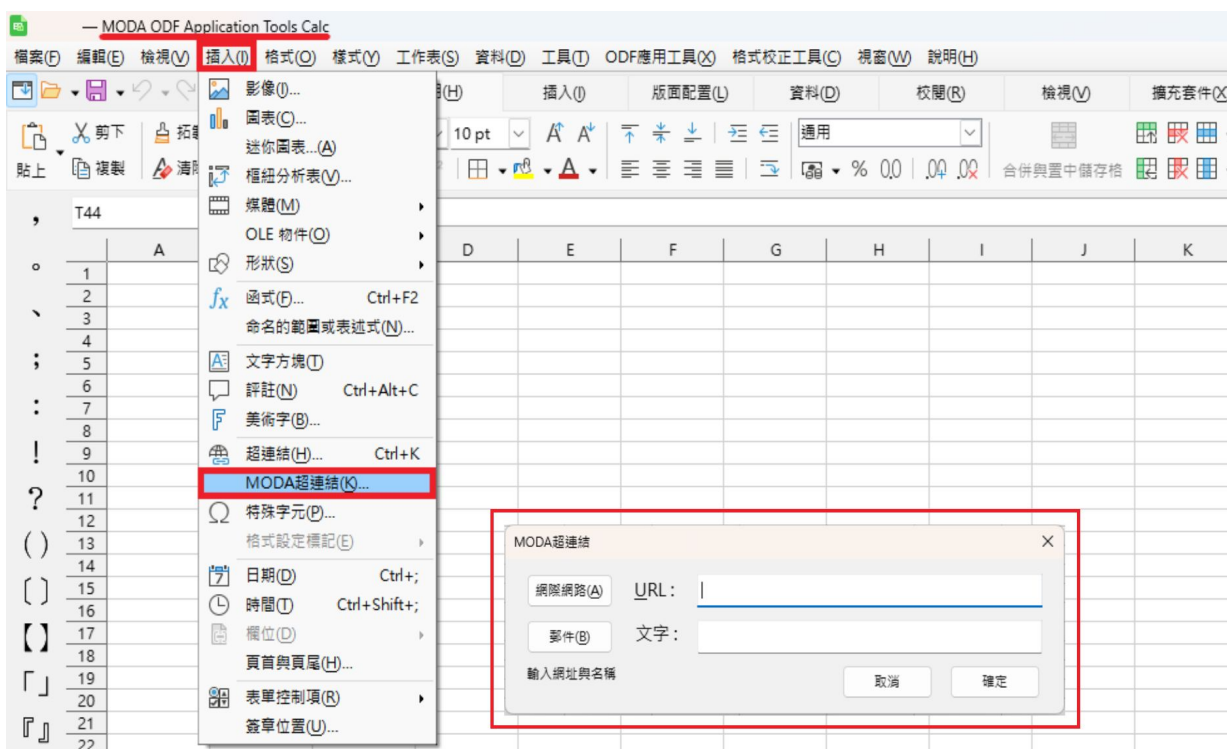 — MODA ODF Application Tools Calc
檔案(F) 編輯(E) 檢視(V) 插入(I) 格式(O) 樣式(Y) 工作表(S) 資料(D) 工具(T) ODF應用工具(X) 格式校正工具(C) 視窗(W) 說明(H)
(H) 插入(I) 版面配置(L) 資料(D) 校閱(R) 檢視(V) 擴充套件(X
貼上 剪下 複製 清 10 pt 通用 合併與置中儲存格
T44
A D E F G H I J K
1
2
3
4
5
6
7
8
9
10
11
12
13
14
15
16
17
18
19
20
21
22
，
。
、
；
：
！
？
( )
〔 〕
【 】
「 」
『 』
影像(I)...
圖表(C)...
迷你圖表...(A)
樞紐分析表(V)...
媒體(M)
OLE 物件(O)
形狀(S)
函式(F)... Ctrl+F2
命名的範圍或表述式(N)...
文字方塊(T)
評註(N) Ctrl+Alt+C
美術字(B)...
超連結(H)... Ctrl+K
MODA超連結(K)...
特殊字元(P)...
格式設定標記(E)
日期(D) Ctrl+;
時間(T) Ctrl+Shift+;
欄位(D)
頁首與頁尾(H)...
表單控制項(R)
簽章位置(U)...
MODA超連結
網際網路(A) URL：
郵件(B) 文字：
輸入網址與名稱
取消 確定